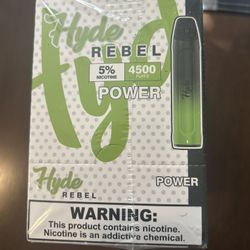 Hyde
REBEL
5% 4500
NICOTINE PUFFS
POWER
Hyde
REBEL
POWER
WARNING:
This product contains nicotine.
Nicotine is an addictive chemical.